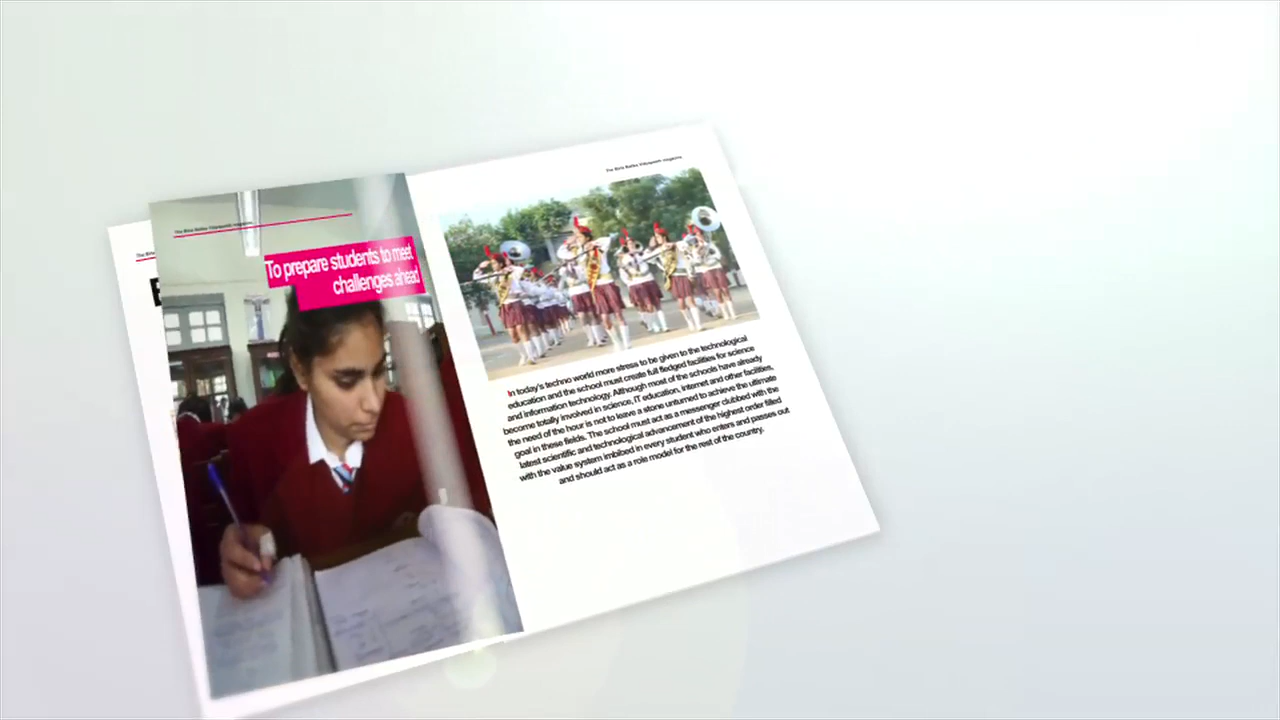 The Birla Balika Vidyapeeth magazine
To prepare students to meet
challenges ahead
The Birla Balika Vidyapeeth magazine
In today's techno world more stress to be given to the technological
education and the school must create full fledged facilities for science
and information technology. Although most of the schools have already
become totally involved in science, IT education, internet and other facilities,
the need of the hour is not to leave a stone unturned to achieve the ultimate
goal in these fields. The school must act as a messenger clubbed with the
latest scientific and technological advancement of the highest order filled
with the value system imbibed in every student who enters and passes out
and should act as a role model for the rest of the country.